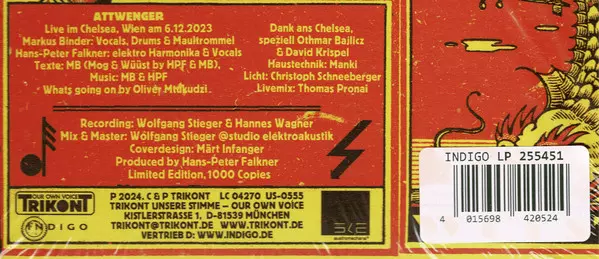 ATTWENGER
Live im Chelsea, Wien am 6.12.2023
Markus Binder: Vocals, Drums & Maultrommel
Hans-Peter Falkner: elektro Harmonika & Vocals
Texte: MB (Mog & Wüüst by HPF & MB),
Music: MB & HPF
Whats going on by Oliver Mtukudzi
Dank ans Chelsea,
speziell Othmar Bajlicz
& David Krispel
Haustechnik: Manki
Licht: Christoph Schneeberger
Livemix: Thomas Pronai
Recording: Wolfgang Stieger & Hannes Wagner
Mix & Master: Wolfgang Stieger @studio elektroakustik
Coverdesign: Märt Infanger
Produced by Hans-Peter Falkner
Limited Edition, 1000 Copies
OUR OWN VOICE
TRIKONT
INDIGO
P 2024. C & P TRIKONT LC 04270 US-0555
TRIKONT UNSERE STIMME – OUR OWN VOICE
KISTLERSTRASSE 1, D-81539 MÜNCHEN
TRIKONT@TRIKONT.DE WWW.TRIKONT.DE
VERTRIEB D: WWW.INDIGO.DE
INDIGO LP 255451
4 015698 420524